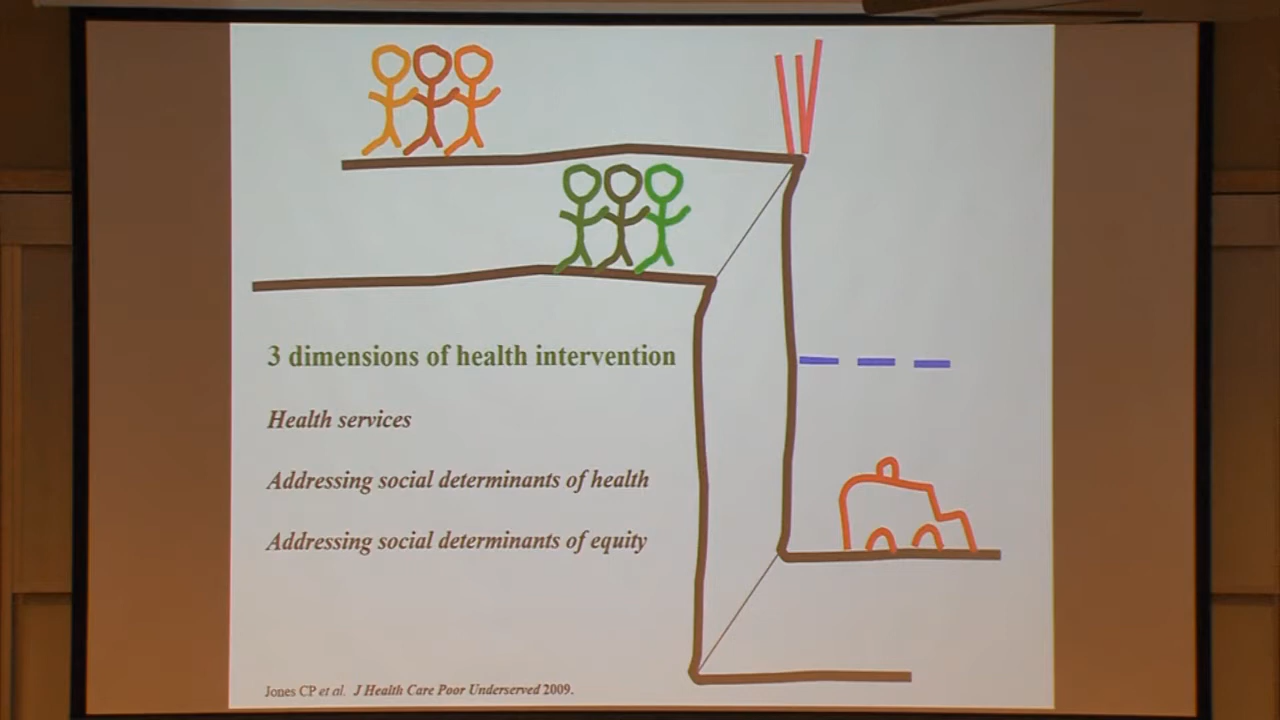 3 dimensions of health intervention
Health services
Addressing social determinants of health
Addressing social determinants of equity
Jones CP et al. J Health Care Poor Underserved 2009.